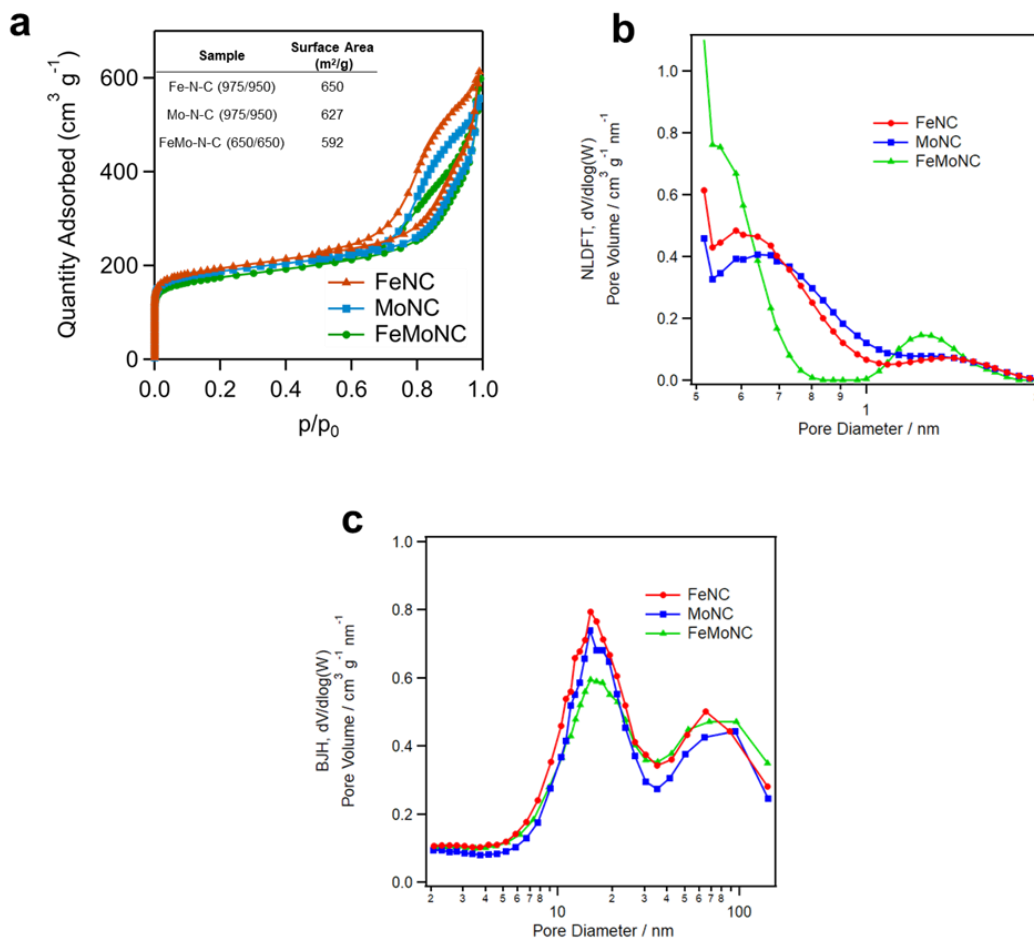 a
Quantity Adsorbed (cm³ g⁻¹)
600
400
200
0
Sample Surface Area (m²/g)
Fe-N-C (975/950) 650
Mo-N-C (975/950) 627
FeMo-N-C (650/650) 592
FeNC
MoNC
FeMoNC
0.0 0.2 0.4 0.6 0.8 1.0
p/p₀
b
NLDFT, dV/dlog(W)
Pore Volume / cm³ g⁻¹ nm⁻¹
1.0
0.8
0.6
0.4
0.2
0.0
FeNC
MoNC
FeMoNC
5 6 7 8 9 1
Pore Diameter / nm
c
BJH, dV/dlog(W)
Pore Volume / cm³ g⁻¹ nm⁻¹
1.0
0.8
0.6
0.4
0.2
0.0
FeNC
MoNC
FeMoNC
2 3 4 5 6 7 8 10 2 3 4 5 6 7 8 100
Pore Diameter / nm